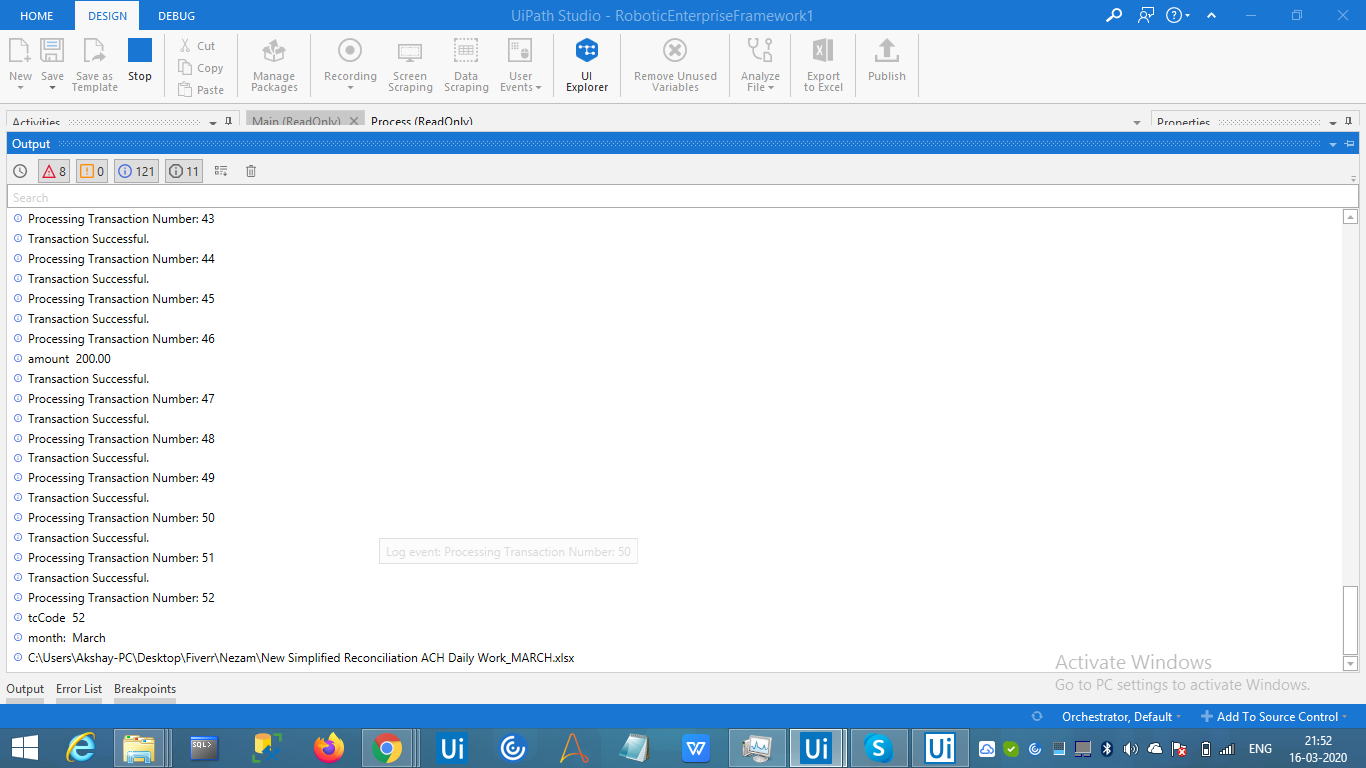 HOME DESIGN DEBUG UiPath Studio - RoboticEnterpriseFramework1
New Save Save as Template Stop Cut Copy Paste Manage Packages Recording Screen Scraping Data Scraping User Events UI Explorer Remove Unused Variables Analyze File Export to Excel Publish
Activities Main (ReadOnly) Process (ReadOnly) Properties
Output
8 0 121 11
Search
Processing Transaction Number: 43
Transaction Successful.
Processing Transaction Number: 44
Transaction Successful.
Processing Transaction Number: 45
Transaction Successful.
Processing Transaction Number: 46
amount 200.00
Transaction Successful.
Processing Transaction Number: 47
Transaction Successful.
Processing Transaction Number: 48
Transaction Successful.
Processing Transaction Number: 49
Transaction Successful.
Processing Transaction Number: 50
Transaction Successful.
Log event: Processing Transaction Number: 50
Processing Transaction Number: 51
Transaction Successful.
Processing Transaction Number: 52
tcCode 52
month: March
C:\Users\Akshay-PC\Desktop\Fiverr\Nezam\New Simplified Reconciliation ACH Daily Work_MARCH.xlsx
Activate Windows
Go to PC settings to activate Windows.
Output Error List Breakpoints
Orchestrator, Default Add To Source Control
SQL> Ui W Ui S Ui ENG 21:52
16-03-2020